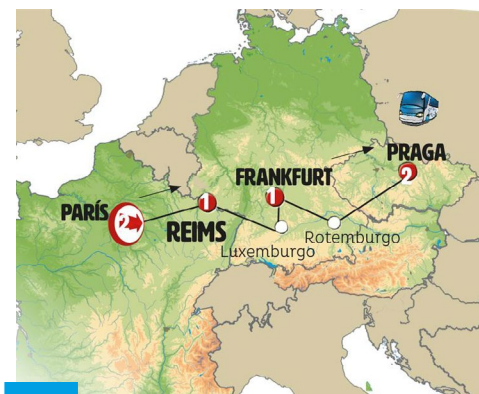 PRAGA
2
FRANKFURT
1
PARÍS
2
1
REIMS
Rotemburgo
Luxemburgo